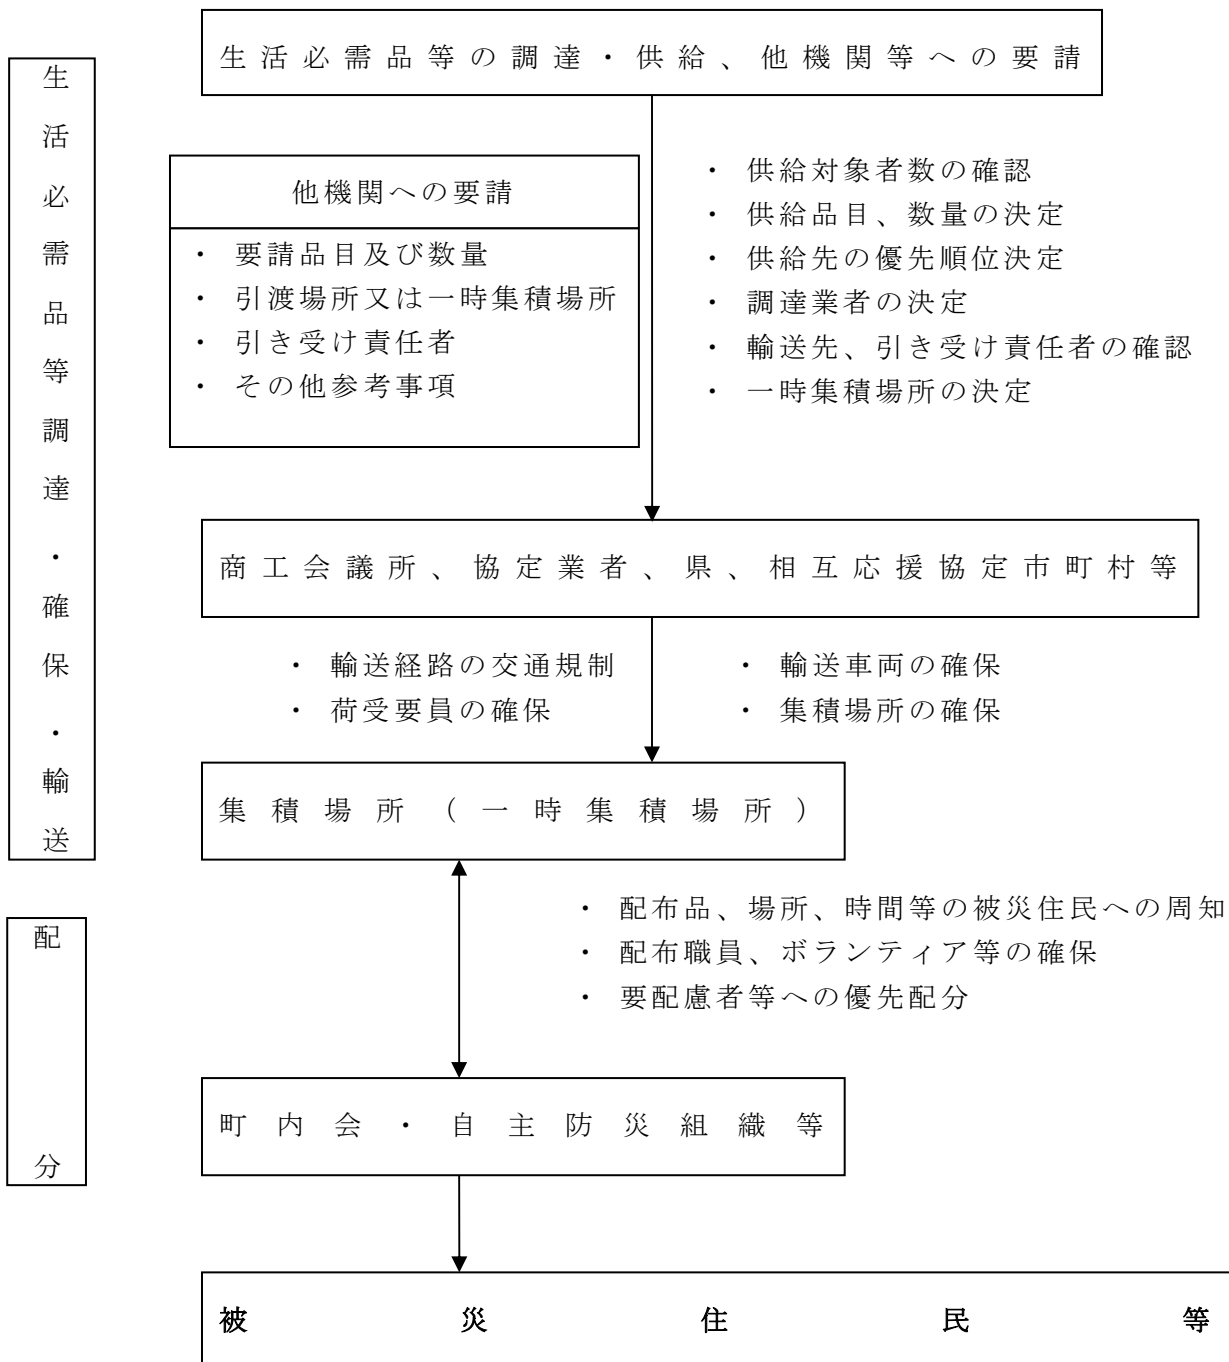 生活必需品等の調達・供給、他機関等への要請
生活必需品等調達・確保・輸送
他機関への要請
・ 要請品目及び数量
・ 引渡場所又は一時集積場所
・ 引き受け責任者
・ その他参考事項
・ 供給対象者数の確認
・ 供給品目、数量の決定
・ 供給先の優先順位決定
・ 調達業者の決定
・ 輸送先、引き受け責任者の確認
・ 一時集積場所の決定
商工会議所、協定業者、県、相互応援協定市町村等
・ 輸送経路の交通規制
・ 荷受要員の確保
・ 輸送車両の確保
・ 集積場所の確保
集積場所(一時集積場所)
配分
・ 配布品、場所、時間等の被災住民への周知
・ 配布職員、ボランティア等の確保
・ 要配慮者等への優先配分
町内会・自主防災組織等
被災住民等